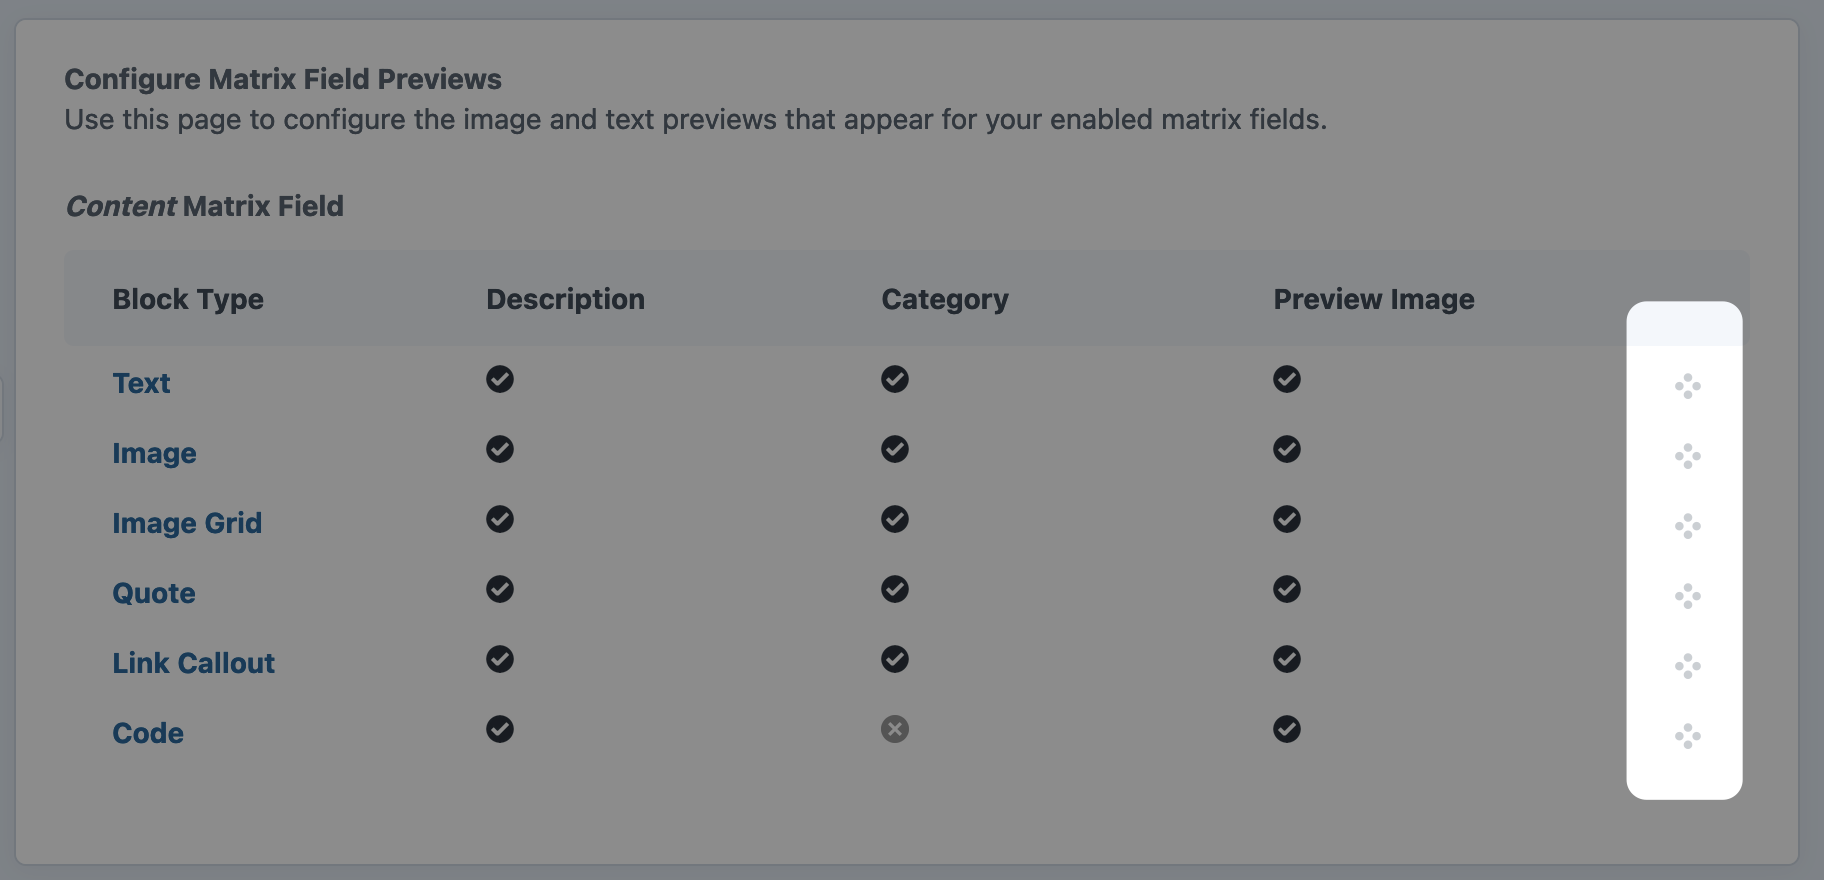 Configure Matrix Field Previews
Use this page to configure the image and text previews that appear for your enabled matrix fields.
Content Matrix Field
Block Type Description Category Preview Image
Text
Image
Image Grid
Quote
Link Callout
Code